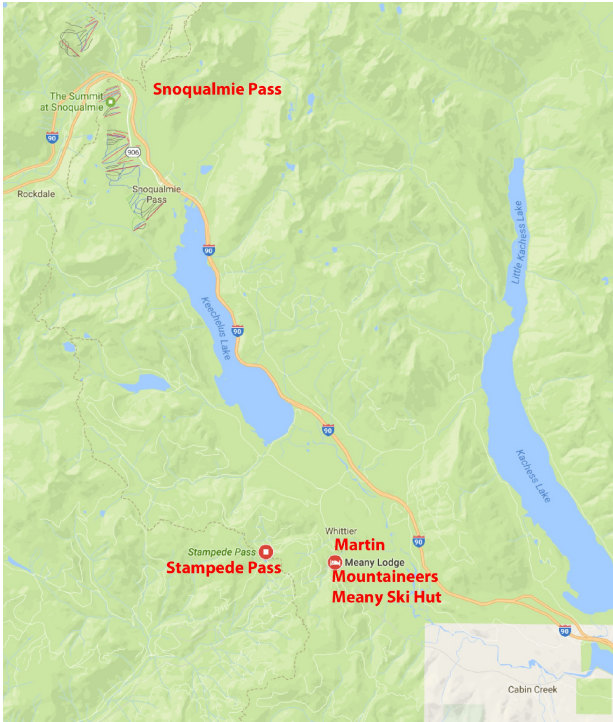 Snoqualmie Pass
The Summit
at Snoqualmie
90
906
Rockdale
Snoqualmie
Pass
Little Kachess Lake
90
Keechelus Lake
90
90
Kachess Lake
Whittier
90
Martin
Stampede Pass
Stampede Pass
Meany Lodge
Mountaineers
Meany Ski Hut
90
Cabin Creek